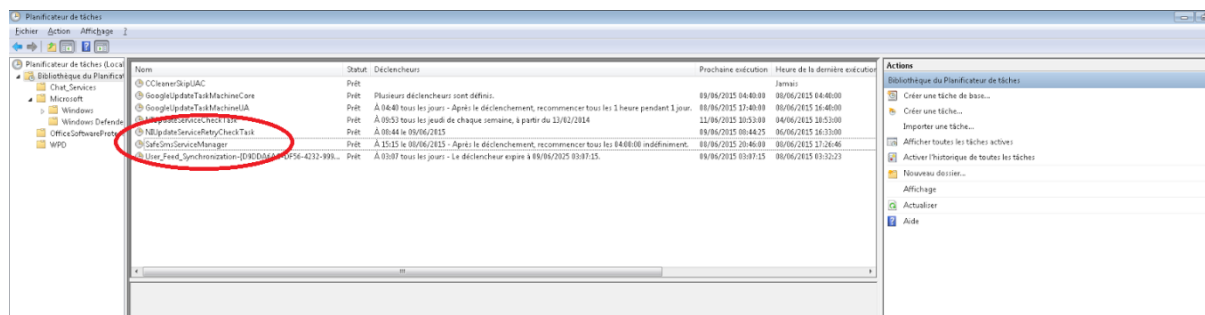 Planificateur de tâches
Fichier Action Affichage ?
Planificateur de tâches (Local
Bibliothèque du Planificat
Chat_Services
Microsoft
Windows
Windows Defende
OfficeSoftwareProte
WPD
Nom Statut Déclencheurs Prochaine exécution Heure de la dernière exécution
CCleanerSkipUAC Prêt Jamais
GoogleUpdateTaskMachineCore Prêt Plusieurs déclencheurs sont définis. 09/06/2015 04:40:00 08/06/2015 04:40:00
GoogleUpdateTaskMachineUA Prêt À 04:40 tous les jours - Après le déclenchement, recommencer tous les 1 heure pendant 1 jour. 08/06/2015 17:40:00 08/06/2015 16:40:00
NIUpdateServiceCheckTask Prêt À 09:53 tous les jeudi de chaque semaine, à partir du 13/02/2014 11/06/2015 10:53:00 04/06/2015 10:53:00
NIUpdateServiceRetryCheckTask Prêt À 08:44 le 09/06/2015 09/06/2015 08:44:25 06/06/2015 16:33:00
SafeSmsServiceManager Prêt À 15:15 le 08/06/2015 - Après le déclenchement, recommencer tous les 04:00:00 indéfiniment. 08/06/2015 20:46:00 08/06/2015 17:26:46
User_Feed_Synchronization- Prêt À 03:07 tous les jours - Le déclencheur expire à 09/06/2025 03:07:15. 09/06/2015 03:07:15 08/06/2015 03:32:23
Actions
Bibliothèque du Planificateur de tâches
Créer une tâche de base...
Créer une tâche...
Importer une tâche...
Afficher toutes les tâches actives
Activer l'historique de toutes les tâches
Nouveau dossier...
Affichage
Actualiser
Aide